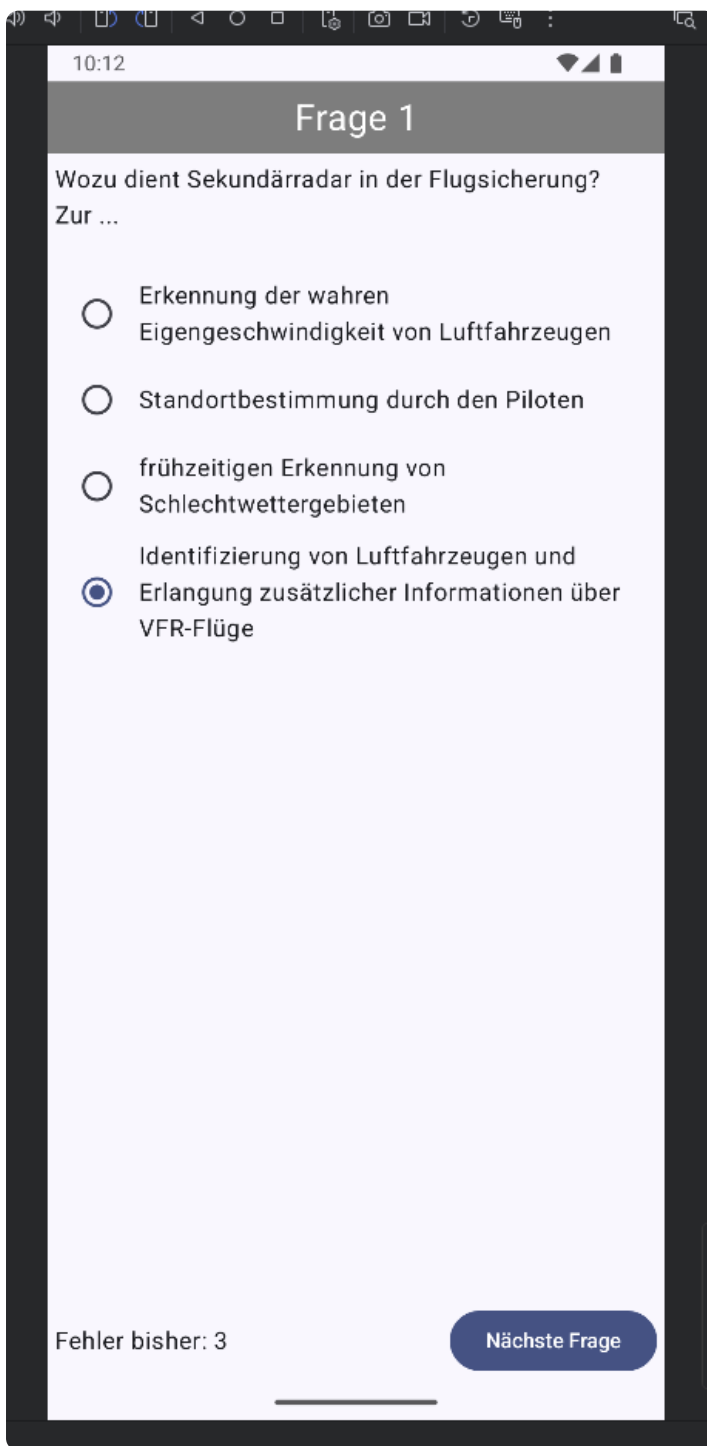 10:12
Frage 1
Wozu dient Sekundärradar in der Flugsicherung?
Zur ...
Erkennung der wahren
Eigengeschwindigkeit von Luftfahrzeugen
Standortbestimmung durch den Piloten
frühzeitigen Erkennung von
Schlechtwettergebieten
Identifizierung von Luftfahrzeugen und
Erlangung zusätzlicher Informationen über
VFR-Flüge
Fehler bisher: 3
Nächste Frage